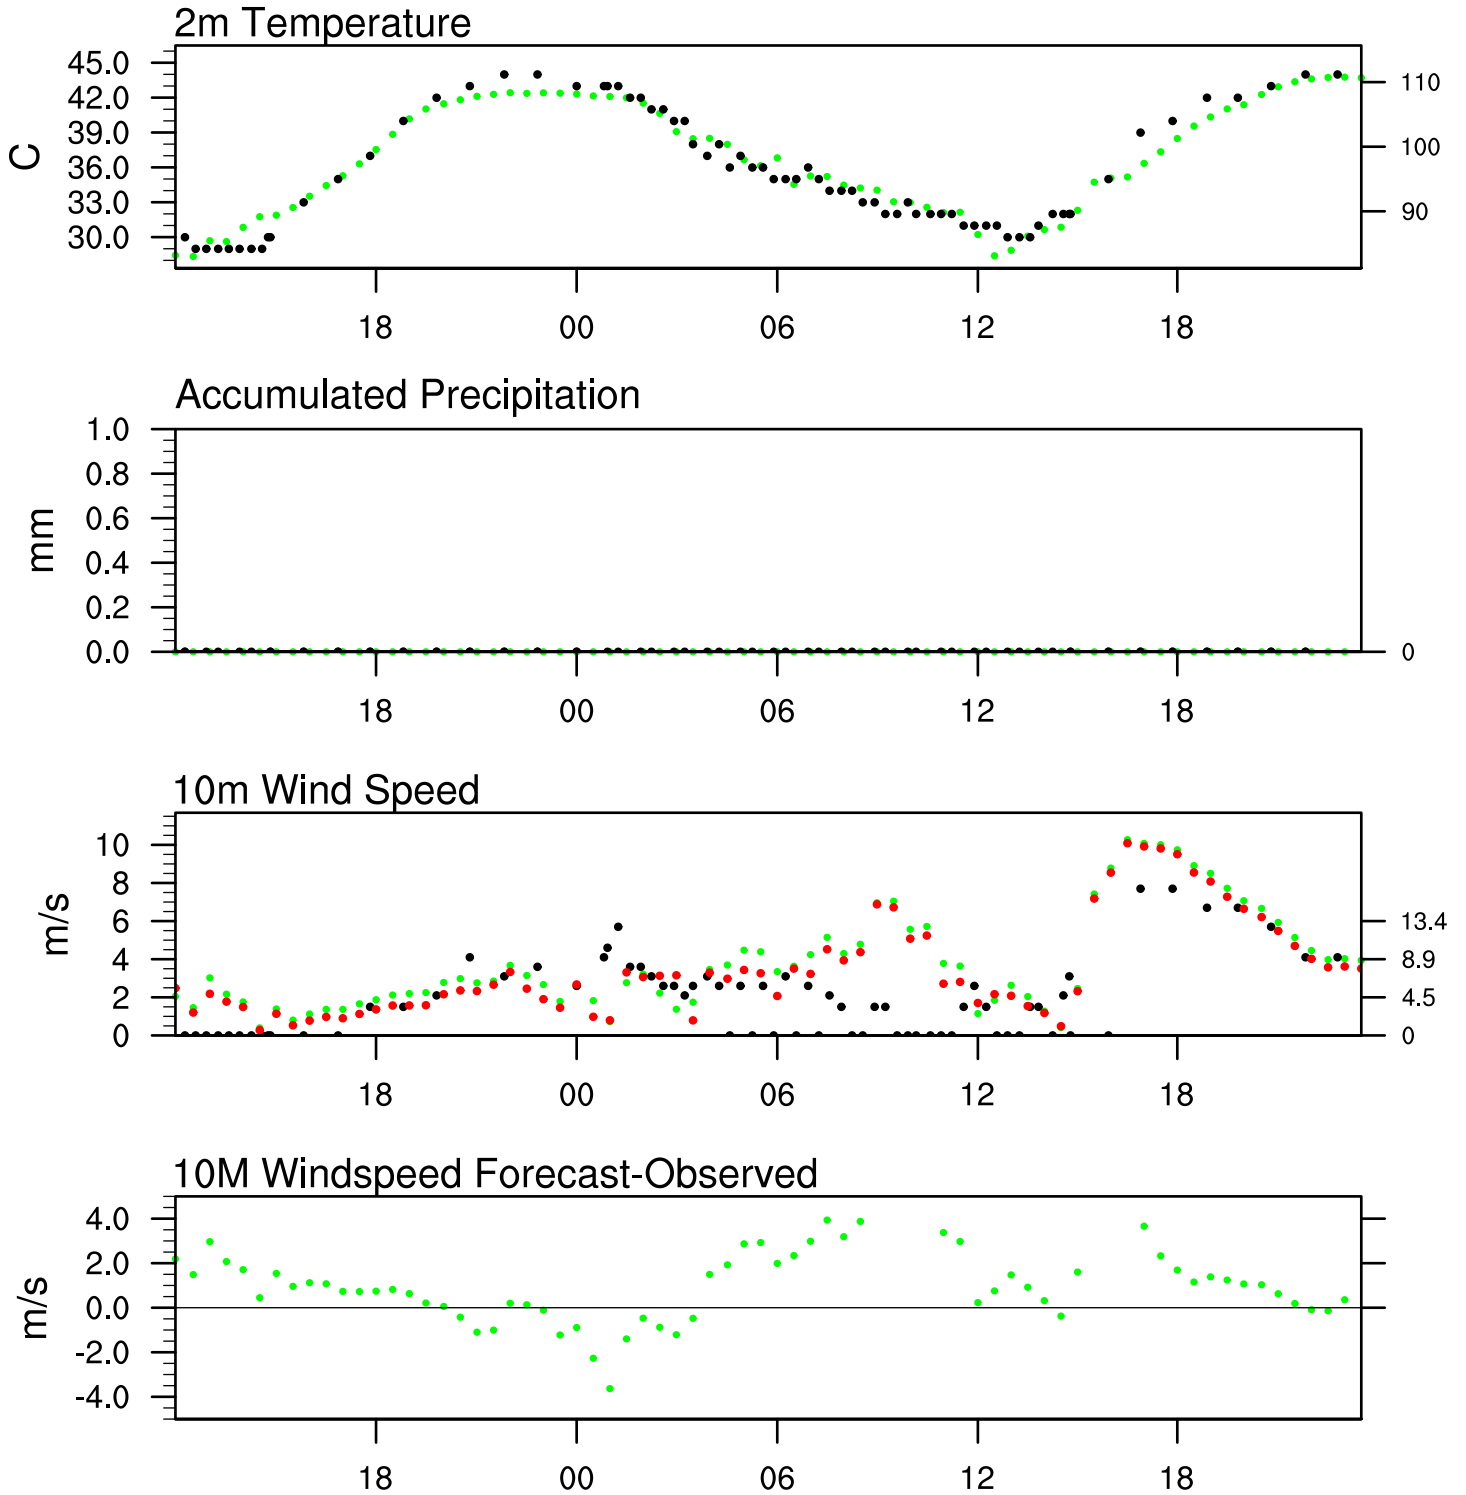 2m Temperature
45.0
42.0
39.0
36.0
33.0
30.0
C
110
100
90
18 00 06 12 18
Accumulated Precipitation
1.0
0.8
0.6
0.4
0.2
0.0
mm
0
18 00 06 12 18
10m Wind Speed
10
8
6
4
2
0
m/s
13.4
8.9
4.5
0
18 00 06 12 18
10M Windspeed Forecast-Observed
4.0
2.0
0.0
-2.0
-4.0
m/s
18 00 06 12 18